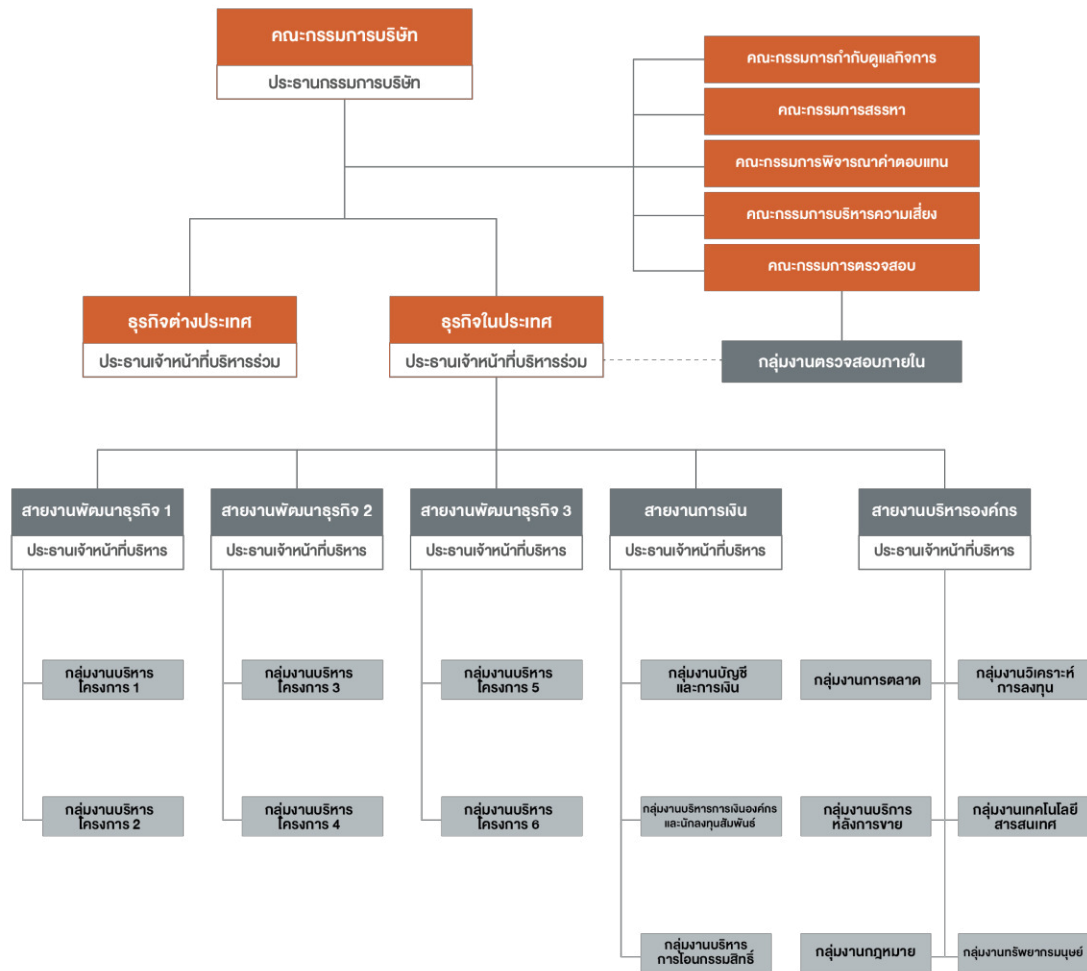 คณะกรรมการบริษัท
ประธานกรรมการบริษัท
คณะกรรมการกำกับดูแลกิจการ
คณะกรรมการสรรหา
คณะกรรมการพิจารณาค่าตอบแทน
คณะกรรมการบริหารความเสี่ยง
คณะกรรมการตรวจสอบ
ธุรกิจต่างประเทศ
ประธานเจ้าหน้าที่บริหารร่วม
ธุรกิจในประเทศ
ประธานเจ้าหน้าที่บริหารร่วม
กลุ่มงานตรวจสอบภายใน
สายงานพัฒนาธุรกิจ 1
ประธานเจ้าหน้าที่บริหาร
สายงานพัฒนาธุรกิจ 2
ประธานเจ้าหน้าที่บริหาร
สายงานพัฒนาธุรกิจ 3
ประธานเจ้าหน้าที่บริหาร
สายงานการเงิน
ประธานเจ้าหน้าที่บริหาร
สายงานบริหารองค์กร
ประธานเจ้าหน้าที่บริหาร
กลุ่มงานบริหาร
โครงการ 1
กลุ่มงานบริหาร
โครงการ 3
กลุ่มงานบริหาร
โครงการ 5
กลุ่มงานบัญชี
และการเงิน
กลุ่มงานการตลาด
กลุ่มงานวิเคราะห์
การลงทุน
กลุ่มงานบริหาร
โครงการ 2
กลุ่มงานบริหาร
โครงการ 4
กลุ่มงานบริหาร
โครงการ 6
กลุ่มงานบริหารการเงินองค์กร
และนักลงทุนสัมพันธ์
กลุ่มงานบริการ
หลังการขาย
กลุ่มงานเทคโนโลยี
สารสนเทศ
กลุ่มงานบริหาร
การโอนกรรมสิทธิ์
กลุ่มงานกฎหมาย
กลุ่มงานทรัพยากรมนุษย์